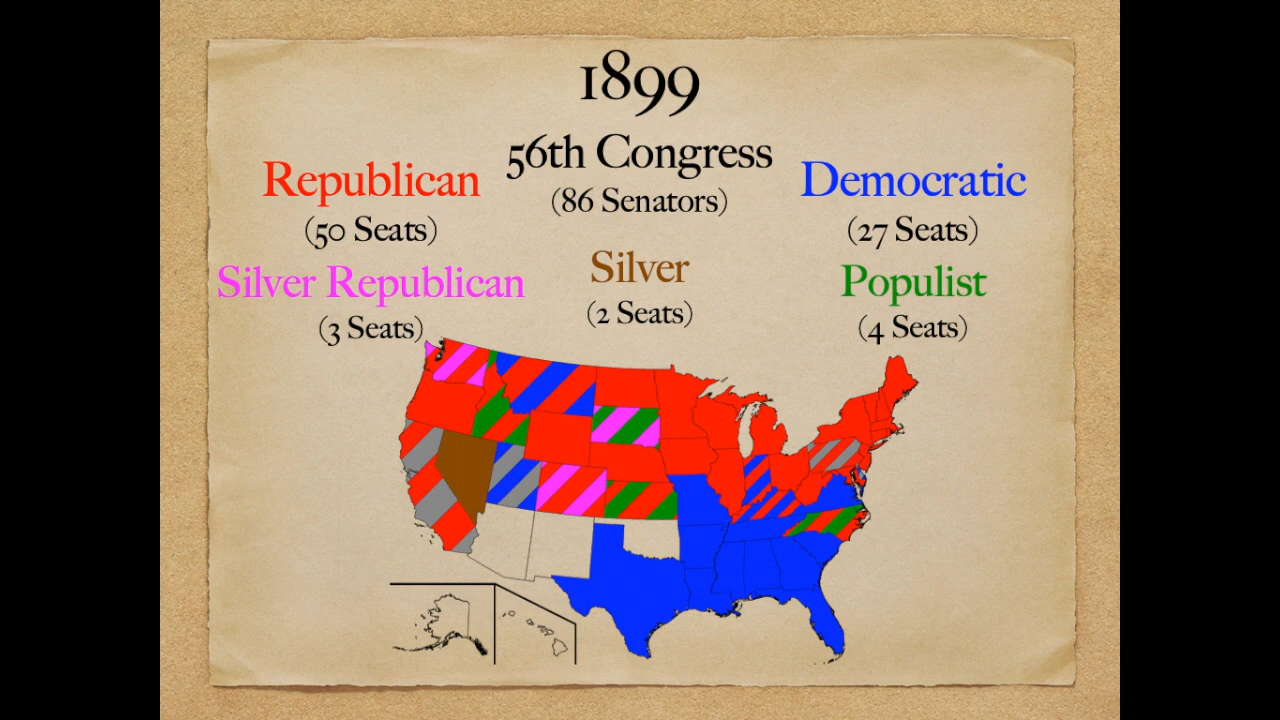 1899
56th Congress
(86 Senators)
Republican
(50 Seats)
Democratic
(27 Seats)
Silver Republican
(3 Seats)
Silver
(2 Seats)
Populist
(4 Seats)